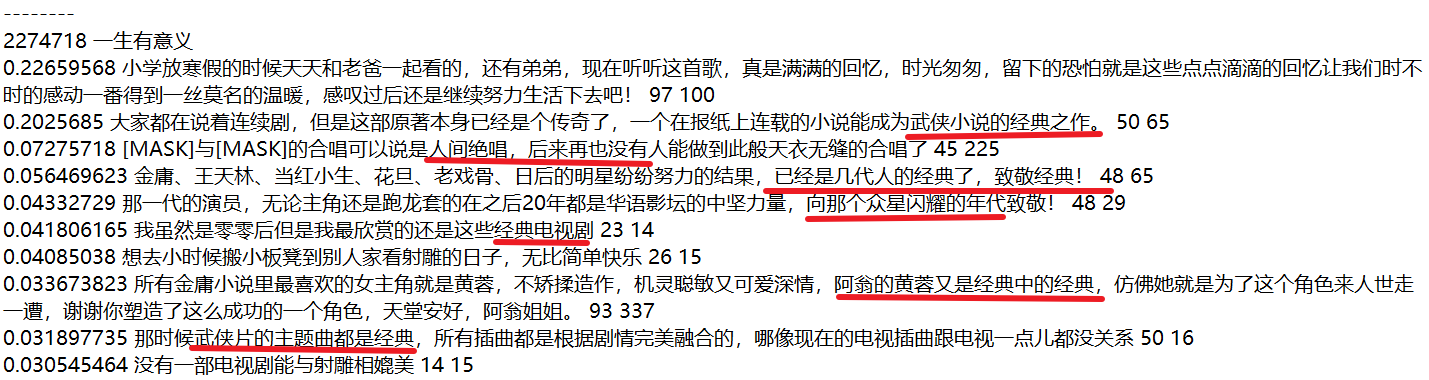 --------
2274718 一生有意义
0.22659568 小学放寒假的时候天天和老爸一起看的，还有弟弟，现在听听这首歌，真是满满的回忆，时光匆匆，留下的恐怕就是这些点点滴滴的回忆让我们时不
时的感动一番得到一丝莫名的温暖，感叹过后还是继续努力生活下去吧！ 97 100
0.2025685 大家都在说着连续剧，但是这部原著本身已经是个传奇了，一个在报纸上连载的小说能成为武侠小说的经典之作。 50 65
0.07275718 [MASK]与[MASK]的合唱可以说是人间绝唱，后来再也没有人能做到此般天衣无缝的合唱了 45 225
0.056469623 金庸、王天林、当红小生、花旦、老戏骨、日后的明星纷纷努力的结果，已经是几代人的经典了，致敬经典！ 48 65
0.04332729 那一代的演员，无论主角还是跑龙套的在之后20年都是华语影坛的中坚力量，向那个众星闪耀的年代致敬！ 48 29
0.041806165 我虽然是零零后但是我最欣赏的还是这些经典电视剧 23 14
0.04085038 想去小时候搬小板凳到别人家看射雕的日子，无比简单快乐 26 15
0.033673823 所有金庸小说里最喜欢的女主角就是黄蓉，不矫揉造作，机灵聪敏又可爱深情，阿翁的黄蓉又是经典中的经典，仿佛她就是为了这个角色来人世走
一遭，谢谢你塑造了这么成功的一个角色，天堂安好，阿翁姐姐。 93 337
0.031897735 那时候武侠片的主题曲都是经典，所有插曲都是根据剧情完美融合的，哪像现在的电视插曲跟电视一点儿都没关系 50 16
0.030545464 没有一部电视剧能与射雕相媲美 14 15